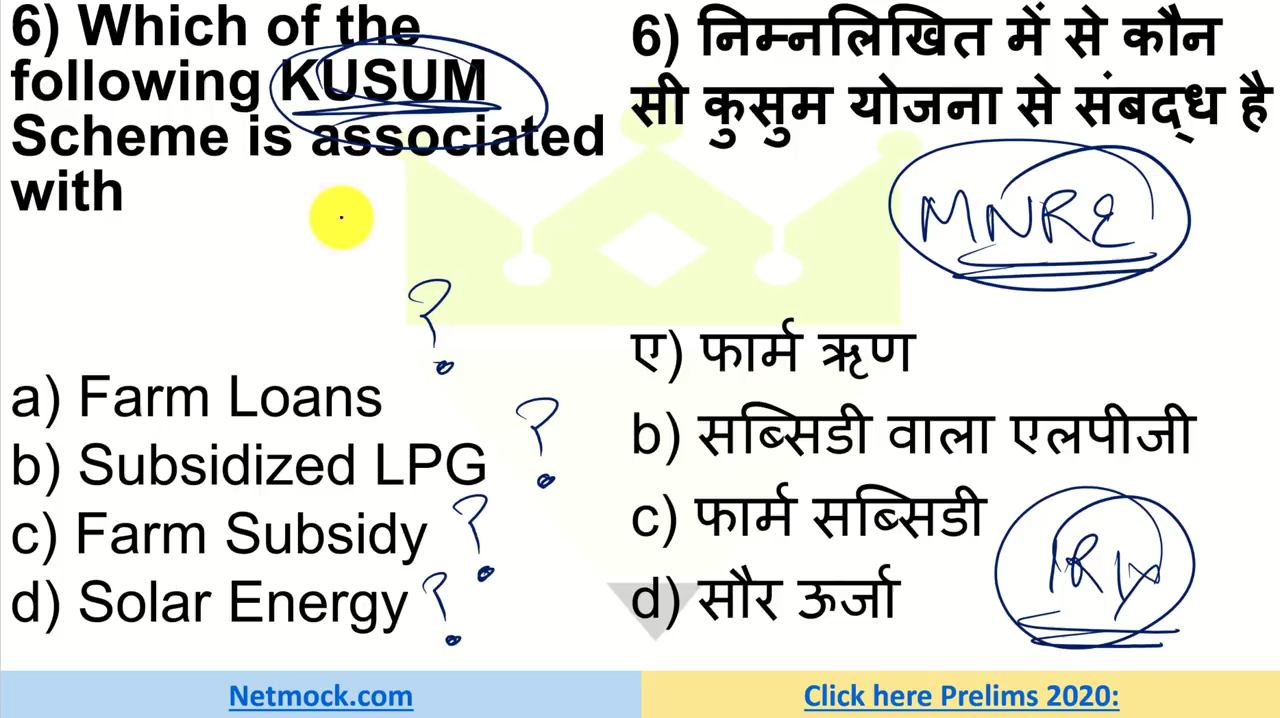 6) Which of the
following KUSUM
Scheme is associated
with
?
a) Farm Loans
?
b) Subsidized LPG
?
c) Farm Subsidy
?
d) Solar Energy
6) निम्नलिखित में से कौन
सी कुसुम योजना से संबद्ध है
MNRE
ए) फार्म ऋण
b) सब्सिडी वाला एलपीजी
c) फार्म सब्सिडी
d) सौर ऊर्जा
Netmock.com
Click here Prelims 2020: